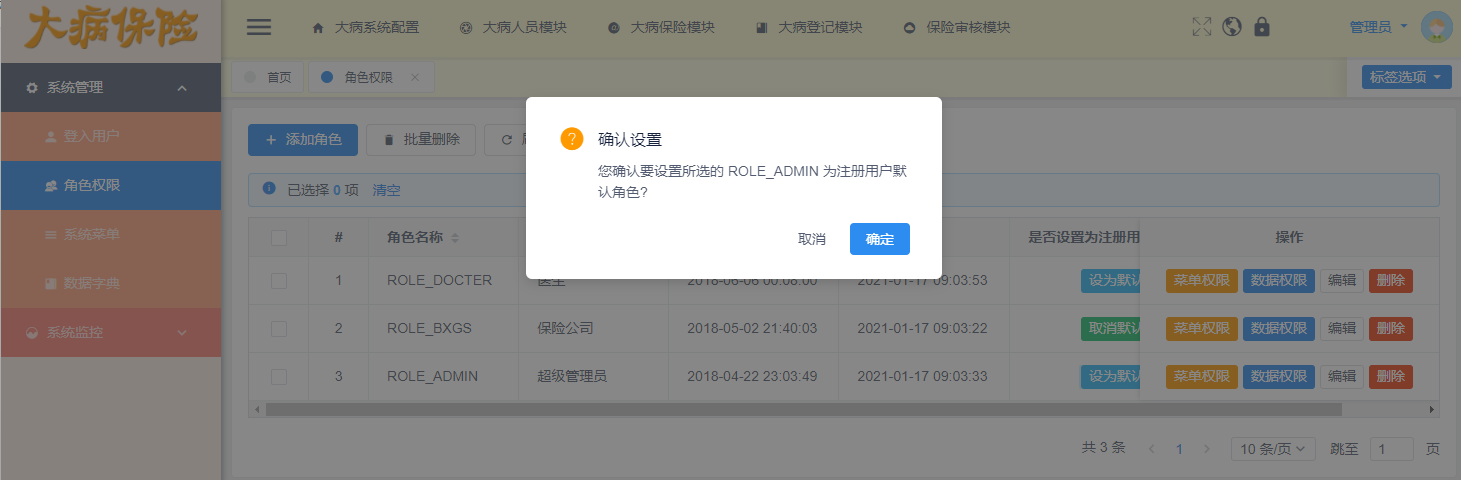 大病保险
大病系统配置 大病人员模块 大病保险模块 大病登记模块 保险审核模块 管理员
首页 角色权限 标签选项
系统管理
登入用户
角色权限
系统菜单
数据字典
系统监控
添加角色 批量删除
已选择 0 项 清空
确认设置
您确认要设置所选的 ROLE_ADMIN 为注册用户默
认角色?
取消 确定
# 角色名称 是否设置为注册用 操作
1 ROLE_DOCTER 医生 2018-06-06 00:08:00 2021-01-17 09:03:53 设为默认 菜单权限 数据权限 编辑 删除
2 ROLE_BXGS 保险公司 2018-05-02 21:40:03 2021-01-17 09:03:22 取消默认 菜单权限 数据权限 编辑 删除
3 ROLE_ADMIN 超级管理员 2018-04-22 23:03:49 2021-01-17 09:03:33 设为默认 菜单权限 数据权限 编辑 删除
共 3 条 1 10 条/页 跳至 1 页